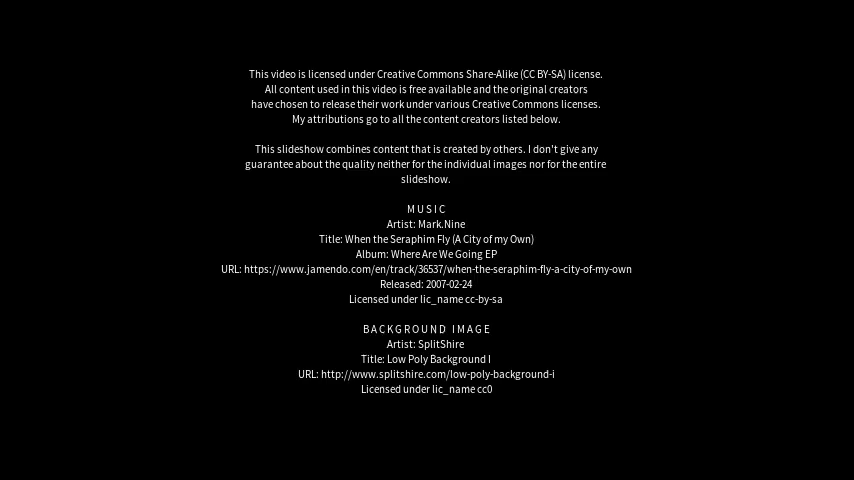 This video is licensed under Creative Commons Share-Alike (CC BY-SA) license.
All content used in this video is free available and the original creators
have chosen to release their work under various Creative Commons licenses.
My attributions go to all the content creators listed below.
This slideshow combines content that is created by others. I don't give any
guarantee about the quality neither for the individual images nor for the entire
slideshow.
MUSIC
Artist: Mark.Nine
Title: When the Seraphim Fly (A City of my Own)
Album: Where Are We Going EP
URL: https://www.jamendo.com/en/track/36537/when-the-seraphim-fly-a-city-of-my-own
Released: 2007-02-24
Licensed under lic_name cc-by-sa
BACKGROUND IMAGE
Artist: SplitShire
Title: Low Poly Background I
URL: http://www.splitshire.com/low-poly-background-i
Licensed under lic_name cc0